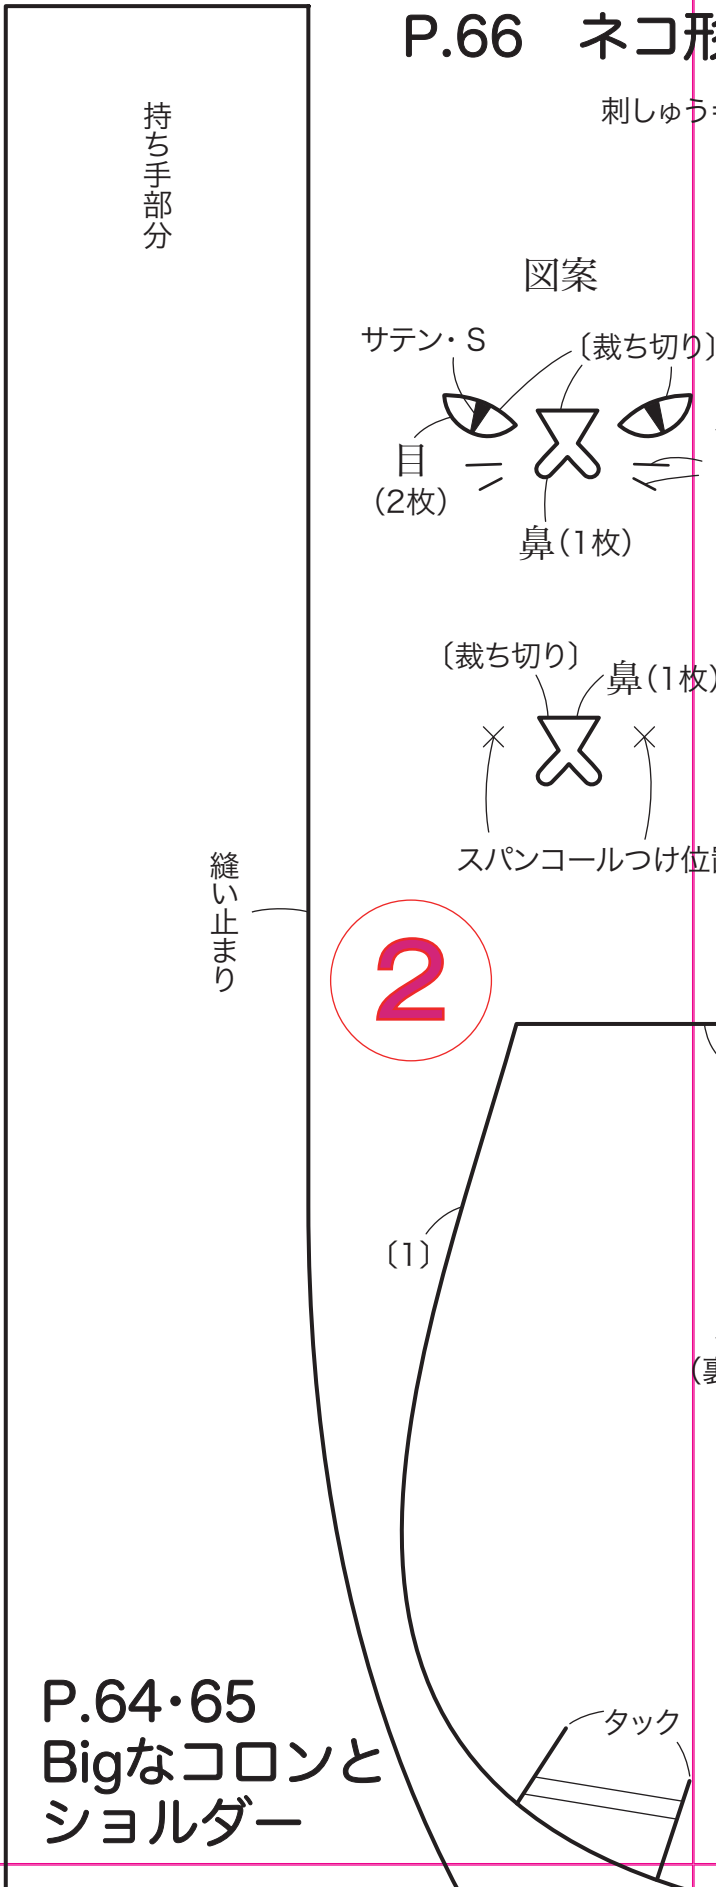 P.66 ネコ形
刺しゅう
持ち手部分
図案
サテン・S
〔裁ち切り〕
目
(2枚)
鼻(1枚)
〔裁ち切り〕
鼻(1枚)
スパンコールつけ位置
縫い止まり
2
〔1〕
(裏
タック
P.64・65
Bigなコロンと
ショルダー